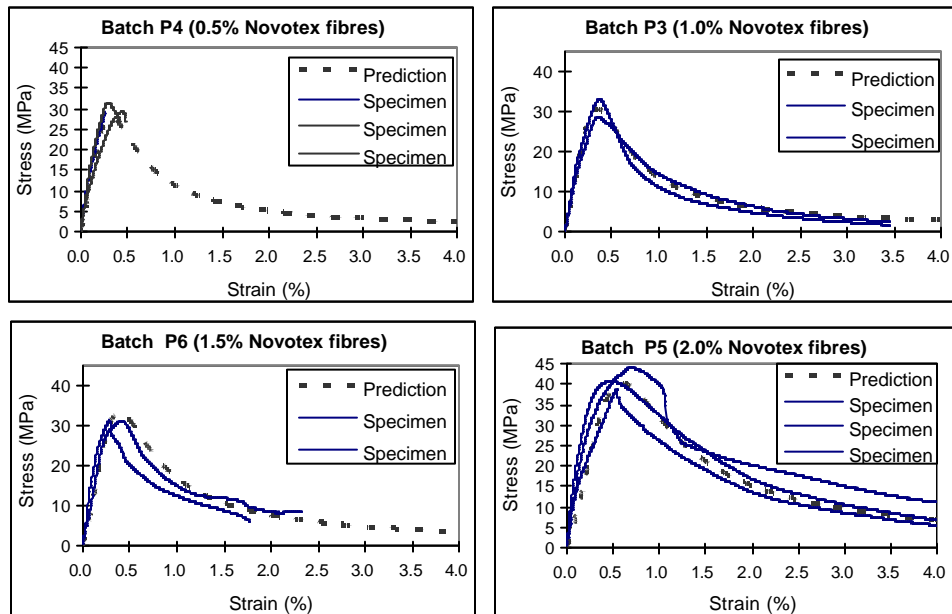 Batch P4 (0.5% Novotex fibres)
45
40
35
30
25
20
15
10
5
0
Stress (MPa)
Prediction
Specimen
Specimen
Specimen
0.0 0.5 1.0 1.5 2.0 2.5 3.0 3.5 4.0
Strain (%)
Batch P3 (1.0% Novotex fibres)
40
30
20
10
0
Stress (MPa)
Prediction
Specimen
Specimen
0.0 0.5 1.0 1.5 2.0 2.5 3.0 3.5 4.0
Strain (%)
Batch P6 (1.5% Novotex fibres)
40
30
20
10
0
Stress (MPa)
Prediction
Specimen
Specimen
0.0 0.5 1.0 1.5 2.0 2.5 3.0 3.5 4.0
Strain (%)
Batch P5 (2.0% Novotex fibres)
45
40
35
30
25
20
15
10
5
0
Stress (MPa)
Prediction
Specimen
Specimen
Specimen
0.0 0.5 1.0 1.5 2.0 2.5 3.0 3.5 4.0
Strain (%)